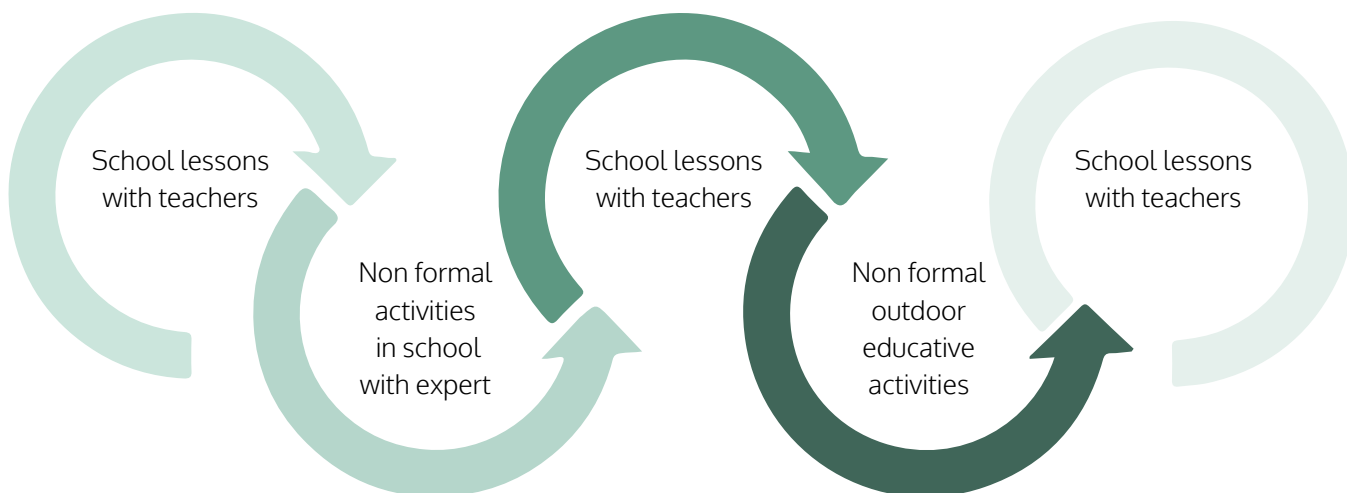 School lessons
with teachers
Non formal
activities
in school
with expert
School lessons
with teachers
Non formal
outdoor
educative
activities
School lessons
with teachers